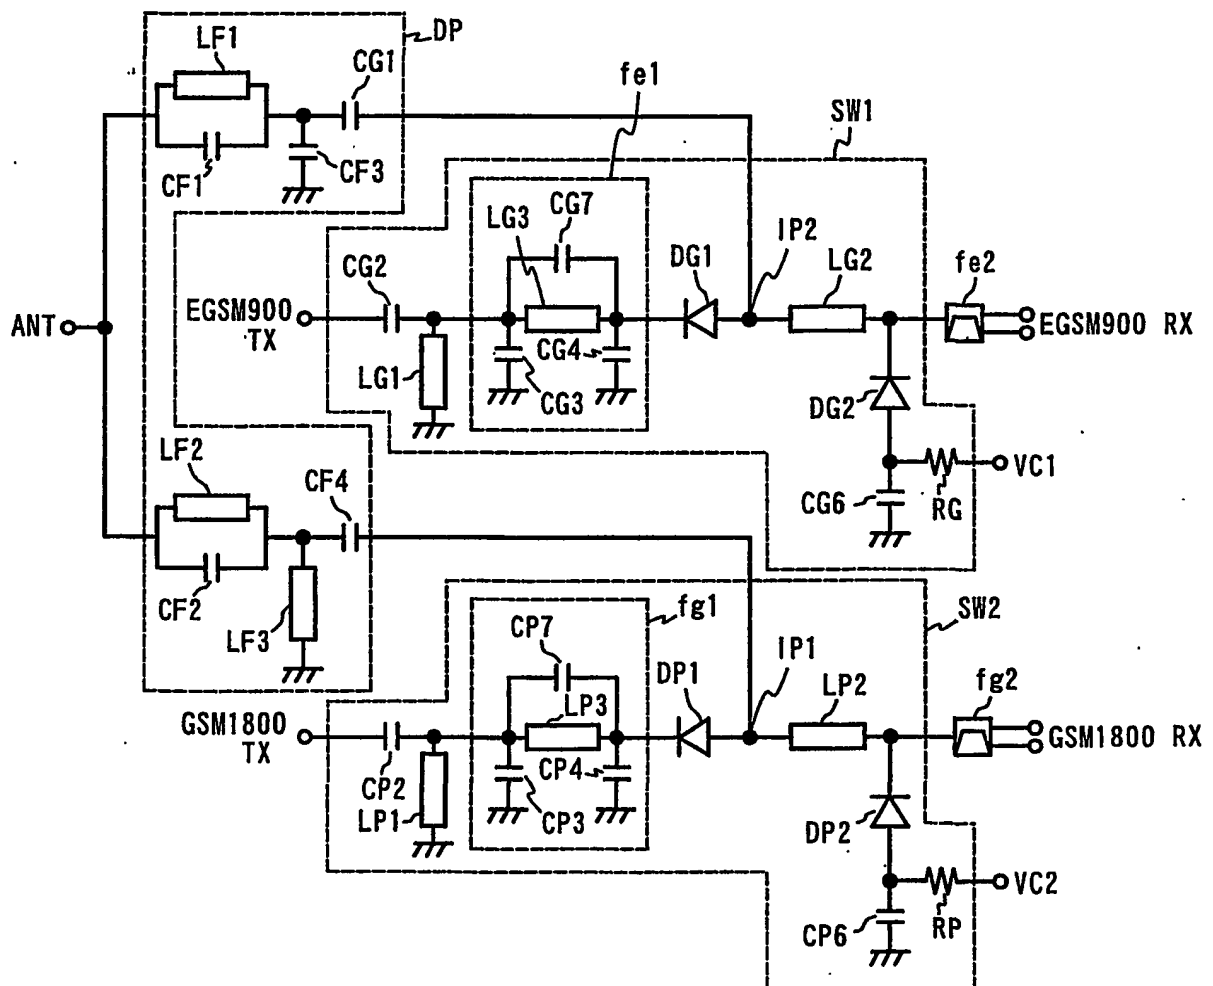 DP
LF1
CG1
fe1
SW1
CF1
CF3
CG7
LG3
IP2
DG1
LG2
fe2
CG2
EGSM900
TX
ANT
EGSM900 RX
CG4
LG1
CG3
DG2
LF2
CF4
VC1
CG6
RG
CF2
fg1
SW2
CP7
LF3
IP1
DP1
LP2
fg2
LP3
GSM1800
TX
GSM1800 RX
CP4
CP2
LP1
CP3
DP2
VC2
CP6
RP